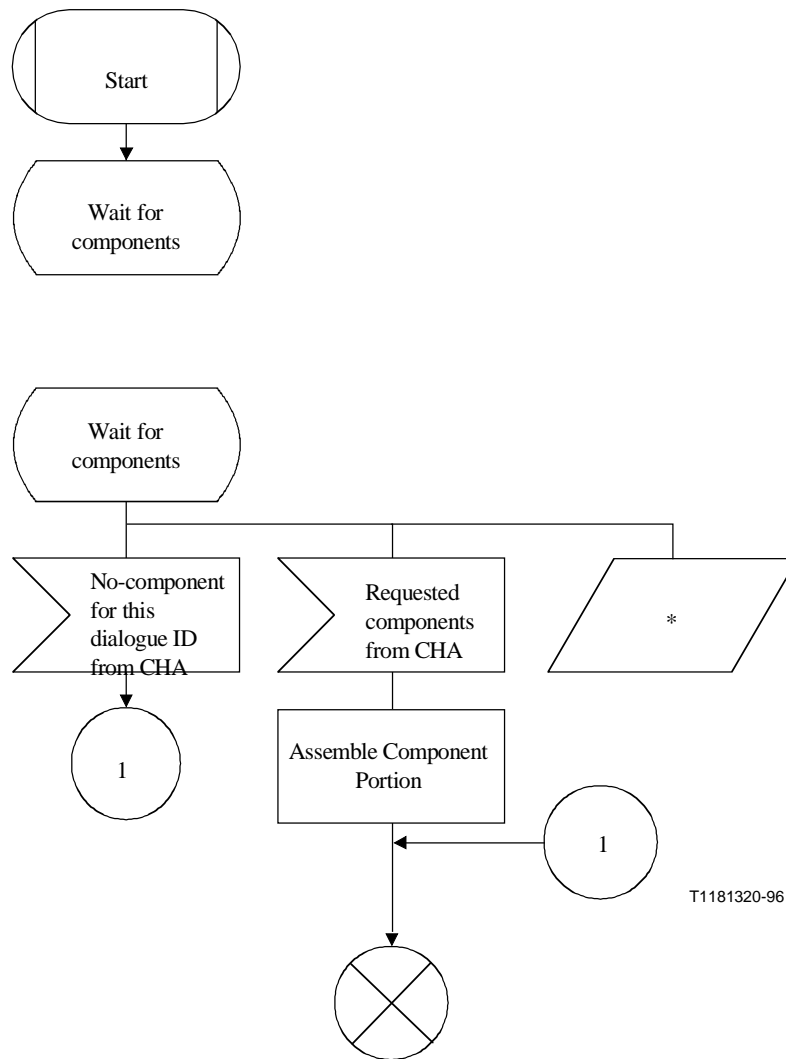 Start
Wait for
components
Wait for
components
No-component
for this
dialogue ID
from CHA
Requested
components
from CHA
*
1
Assemble Component
Portion
1
T1181320-96